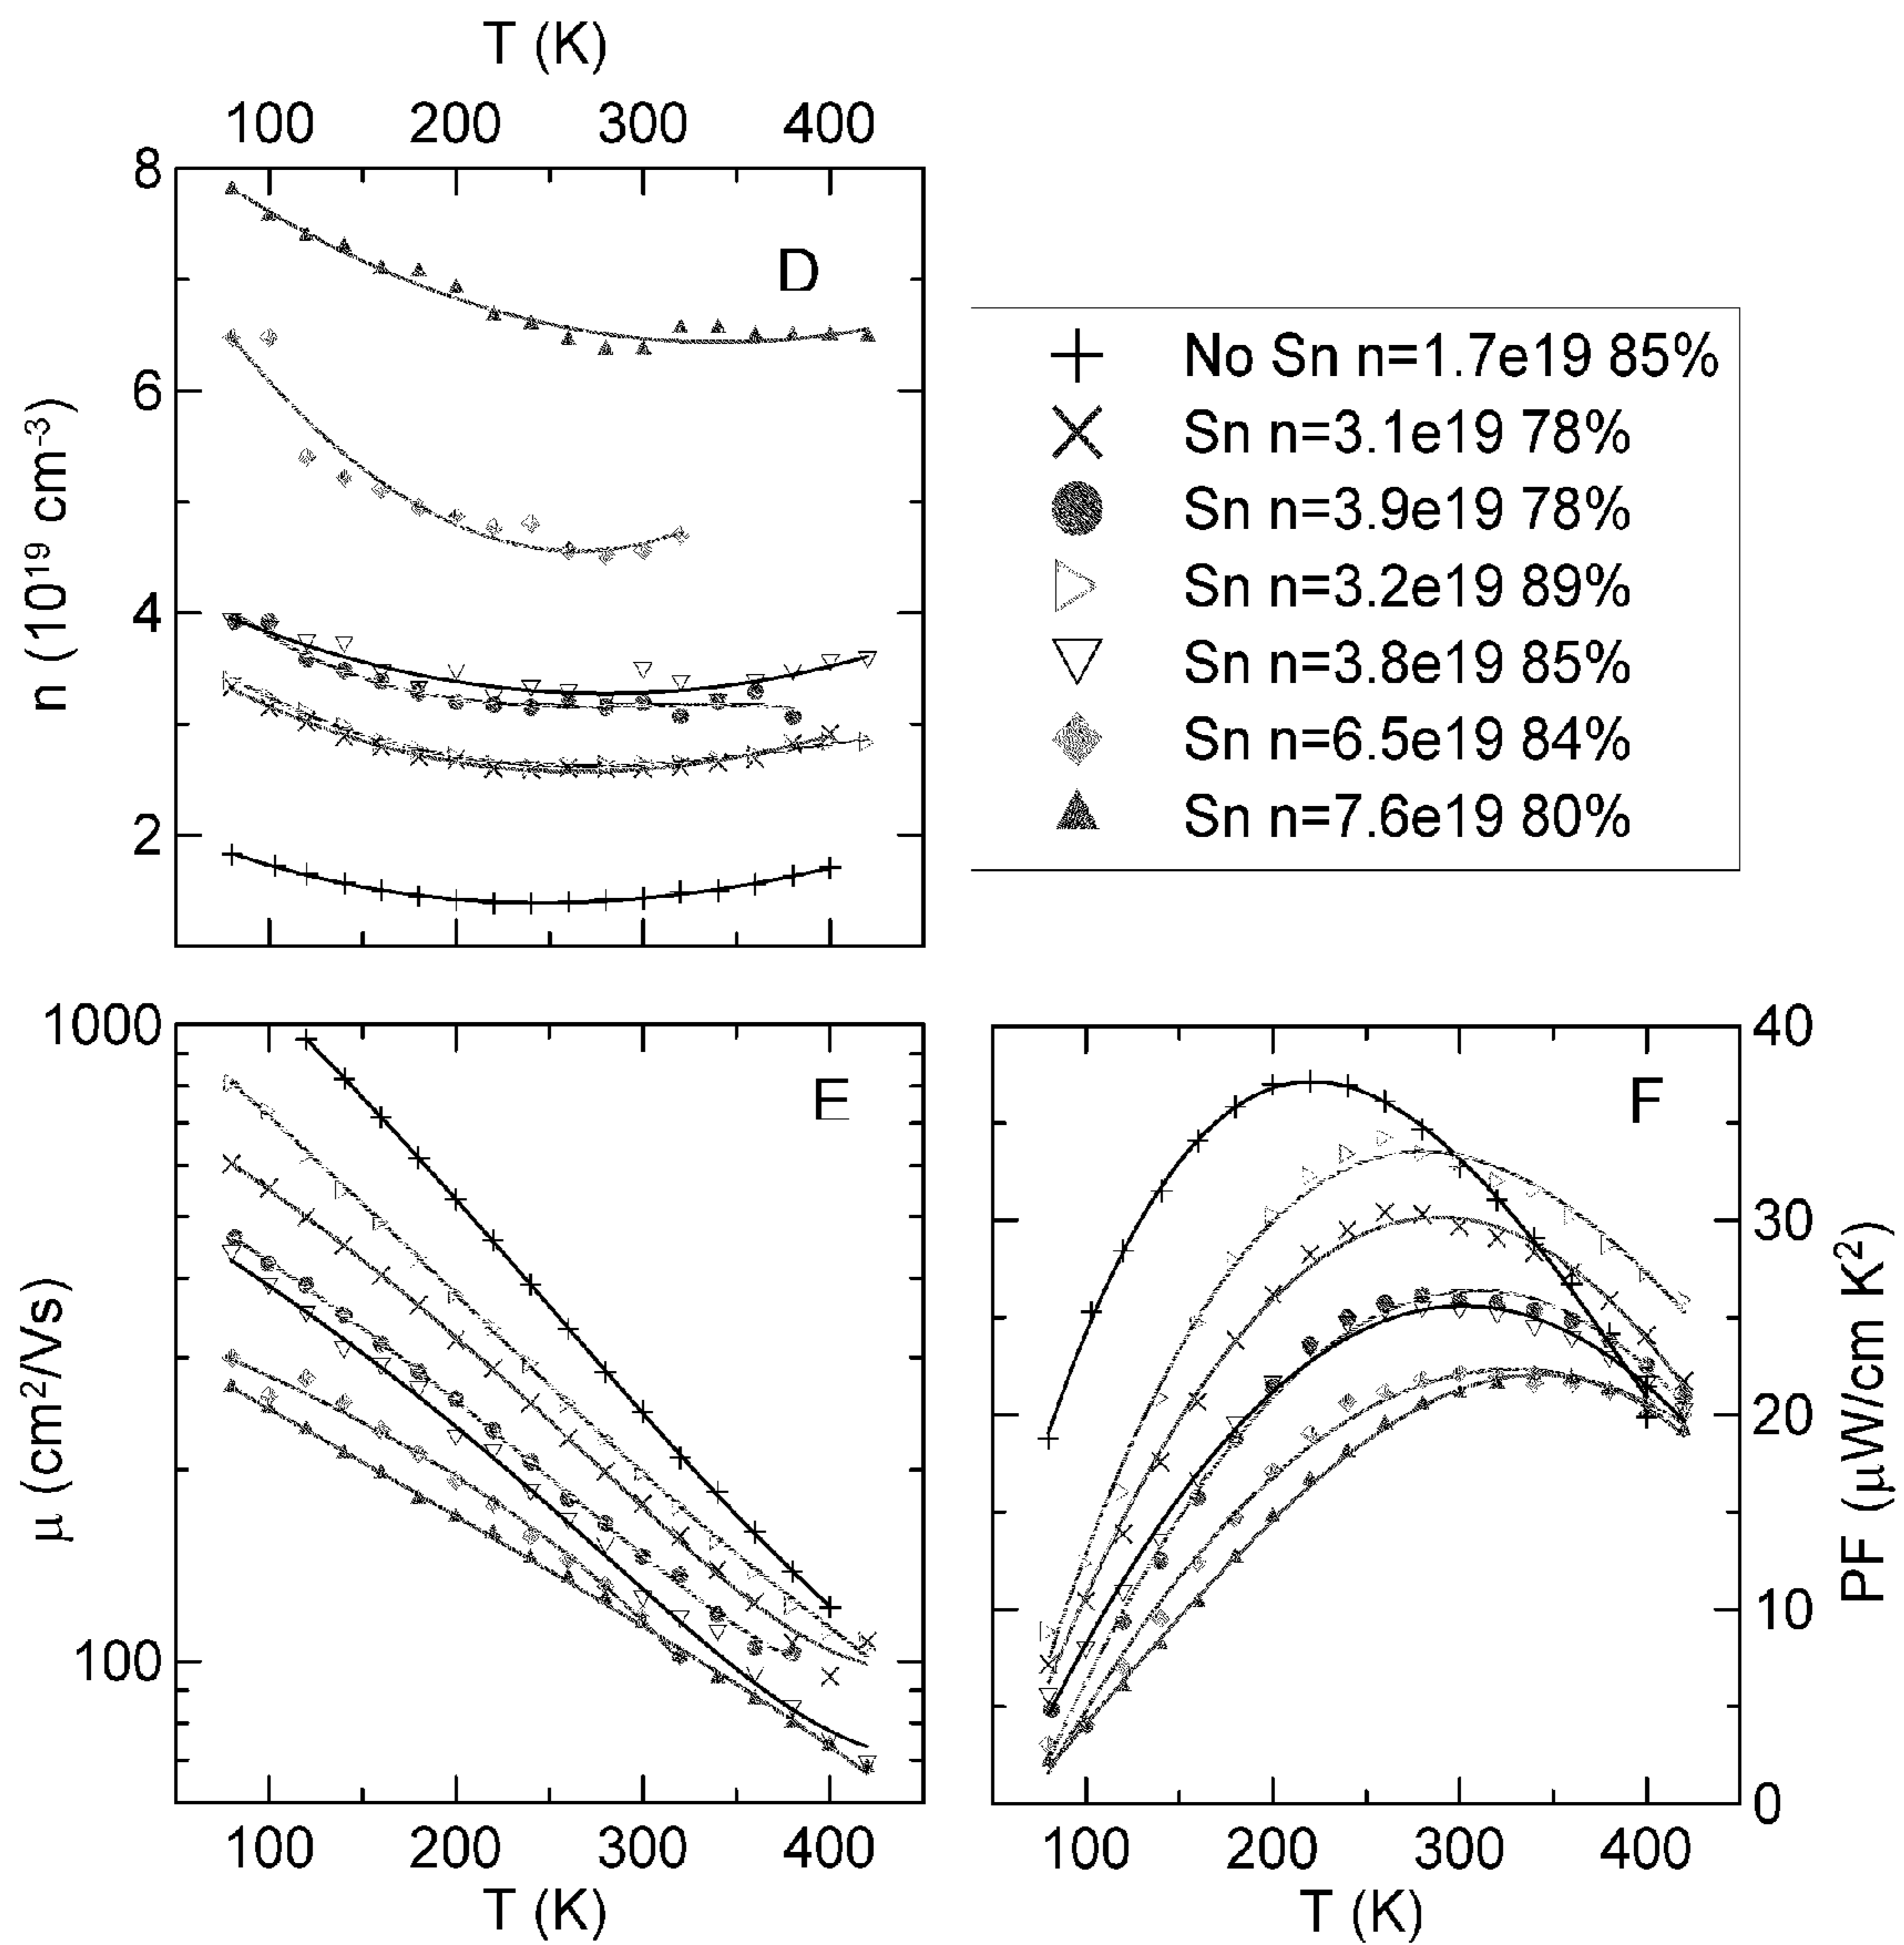 T (K)
100 200 300 400
8
6
4
2
n (10¹⁹ cm⁻³)
D
No Sn n=1.7e19 85%
Sn n=3.1e19 78%
Sn n=3.9e19 78%
Sn n=3.2e19 89%
Sn n=3.8e19 85%
Sn n=6.5e19 84%
Sn n=7.6e19 80%
1000
100
μ (cm²/Vs)
E
100 200 300 400
T (K)
F
40
30
20
10
0
PF (μW/cm K²)
100 200 300 400
T (K)